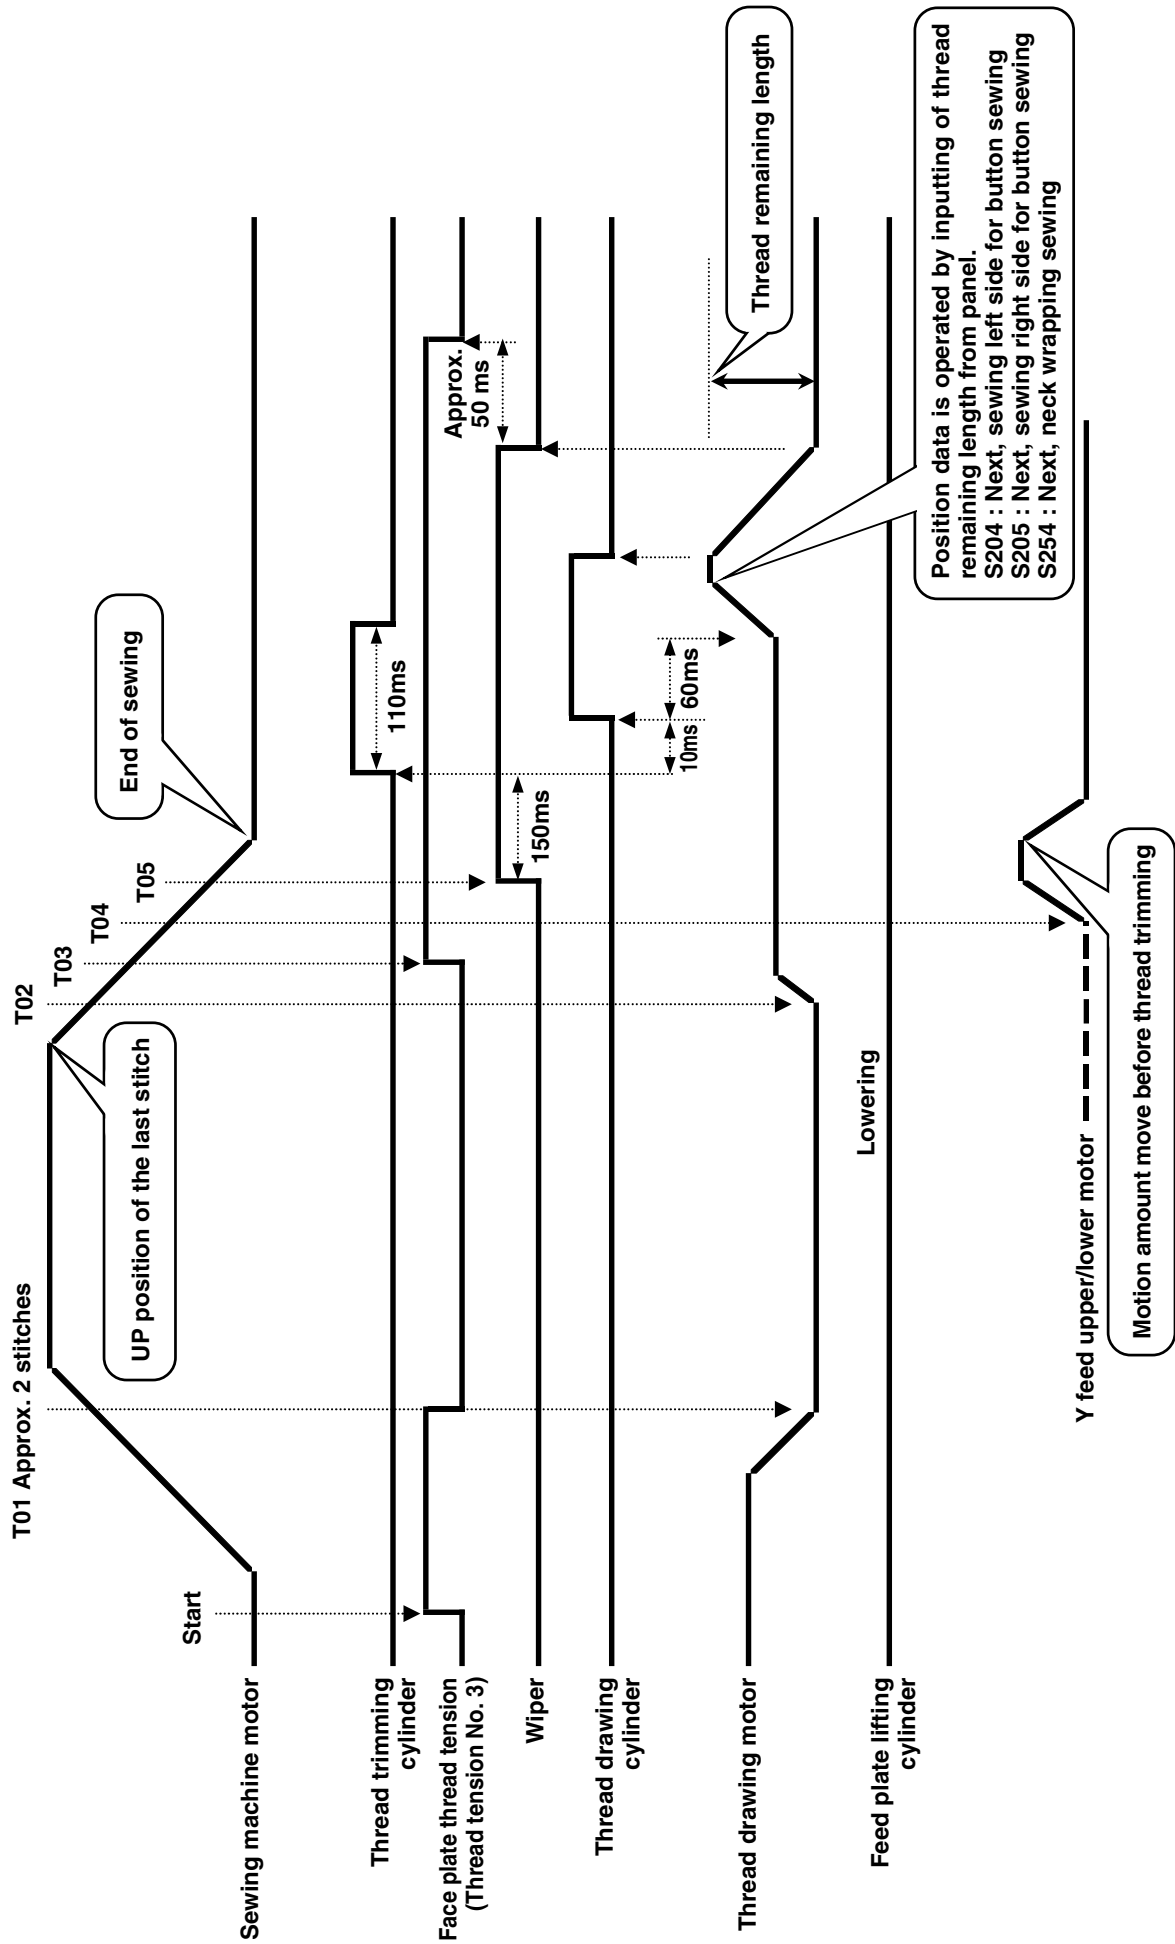 T01 Approx. 2 stitches
T02
T03
T04
T05
Start
UP position of the last stitch
End of sewing
Sewing machine motor
Thread trimming
cylinder
110ms
Face plate thread tension
(Thread tension No. 3)
Approx.
50 ms
Wiper
150ms
Thread drawing
cylinder
10ms
60ms
Thread drawing motor
Thread remaining length
Feed plate lifting
cylinder
Lowering
Position data is operated by inputting of thread
remaining length from panel.
S204 : Next, sewing left side for button sewing
S205 : Next, sewing right side for button sewing
S254 : Next, neck wrapping sewing
Y feed upper/lower motor
Motion amount move before thread trimming